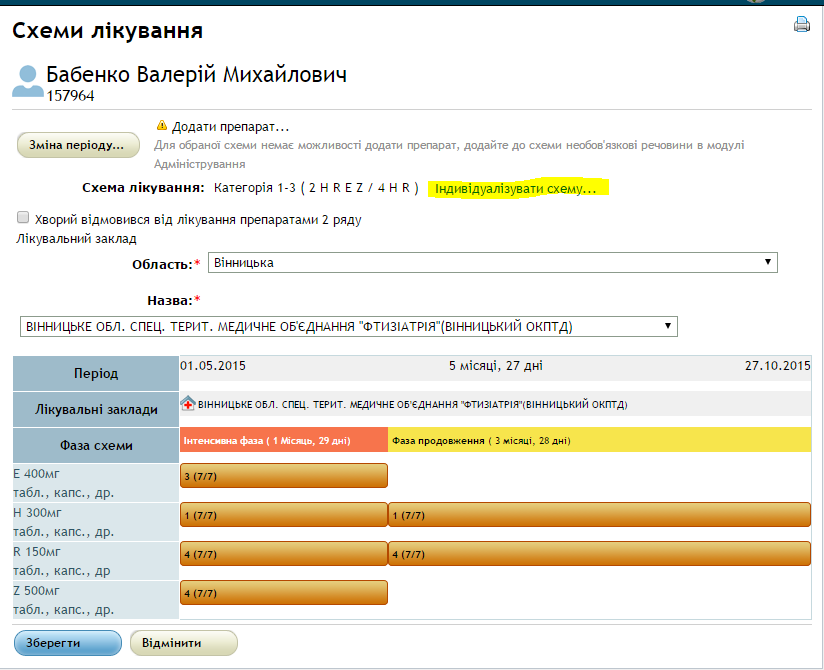 Схеми лікування
Бабенко Валерій Михайлович
157964
Зміна періоду...
Додати препарат...
Для обраної схеми немає можливості додати препарат, додайте до схеми необов'язкові речовини в модулі
Адміністрування
Схема лікування: Категорія 1-3 ( 2 H R E Z / 4 H R ) Індивидуалізувати схему...
Хворий відмовився від лікування препаратами 2 ряду
Лікувальний заклад
Область:* Вінницька
Назва:*
ВІННИЦЬКЕ ОБЛ. СПЕЦ. ТЕРИТ. МЕДИЧНЕ ОБ'ЄДНАННЯ "ФТИЗІАТРІЯ"(ВІННИЦЬКИЙ ОКПТД)
Період 01.05.2015 5 місяці, 27 дні 27.10.2015
Лікувальні заклади ВІННИЦЬКЕ ОБЛ. СПЕЦ. ТЕРИТ. МЕДИЧНЕ ОБ'ЄДНАННЯ "ФТИЗІАТРІЯ"(ВІННИЦЬКИЙ ОКПТД)
Фаза схеми Інтенсивна фаза ( 1 Місяць, 29 дні) Фаза продовження ( 3 місяці, 28 дні)
E 400мг
табл., капс., др.
3 (7/7)
H 300мг
табл., капс., др.
1 (7/7) 1 (7/7)
R 150мг
табл., капс., др
4 (7/7) 4 (7/7)
Z 500мг
табл., капс., др.
4 (7/7)
Зберегти Відмінити